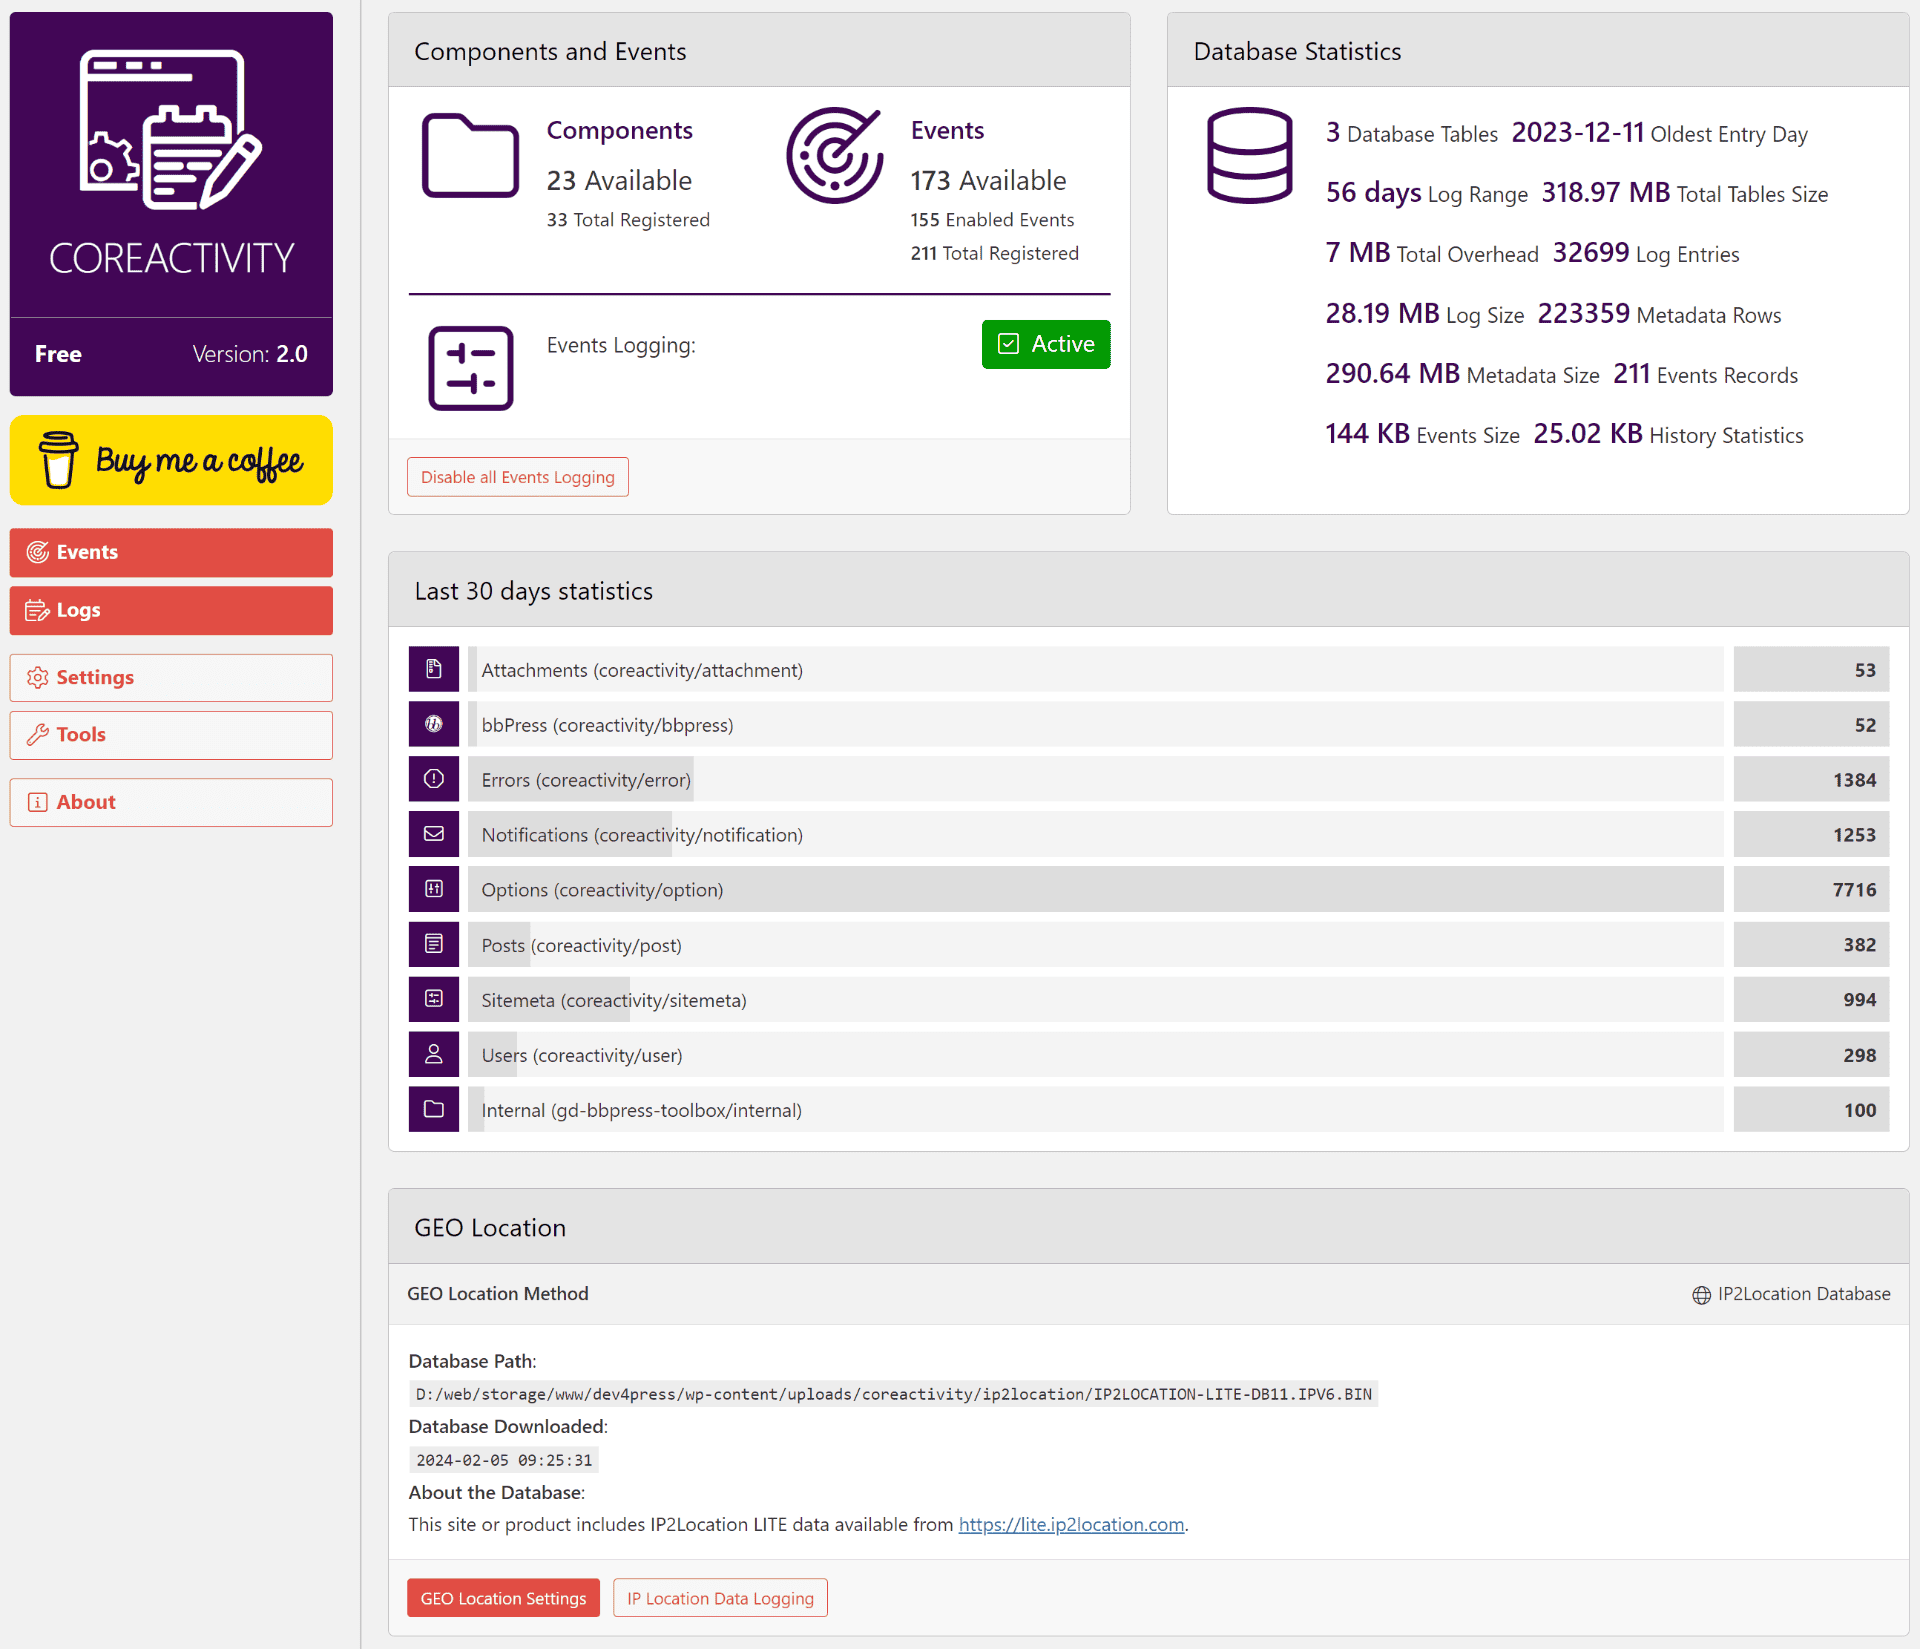 COREACTIVITY
Free Version: 2.0
Buy me a coffee
Events
Logs
Settings
Tools
About
Components and Events
Components
23 Available
33 Total Registered
Events
173 Available
155 Enabled Events
211 Total Registered
Events Logging:
Active
Disable all Events Logging
Database Statistics
3 Database Tables 2023-12-11 Oldest Entry Day
56 days Log Range 318.97 MB Total Tables Size
7 MB Total Overhead 32699 Log Entries
28.19 MB Log Size 223359 Metadata Rows
290.64 MB Metadata Size 211 Events Records
144 KB Events Size 25.02 KB History Statistics
Last 30 days statistics
Attachments (coreactivity/attachment) 53
bbPress (coreactivity/bbpress) 52
Errors (coreactivity/error) 1384
Notifications (coreactivity/notification) 1253
Options (coreactivity/option) 7716
Posts (coreactivity/post) 382
Sitemeta (coreactivity/sitemeta) 994
Users (coreactivity/user) 298
Internal (gd-bbpress-toolbox/internal) 100
GEO Location
GEO Location Method IP2Location Database
Database Path:
D:/web/storage/www/dev4press/wp-content/uploads/coreactivity/ip2location/IP2LOCATION-LITE-DB11.IPV6.BIN
Database Downloaded:
2024-02-05 09:25:31
About the Database:
This site or product includes IP2Location LITE data available from https://lite.ip2location.com.
GEO Location Settings IP Location Data Logging